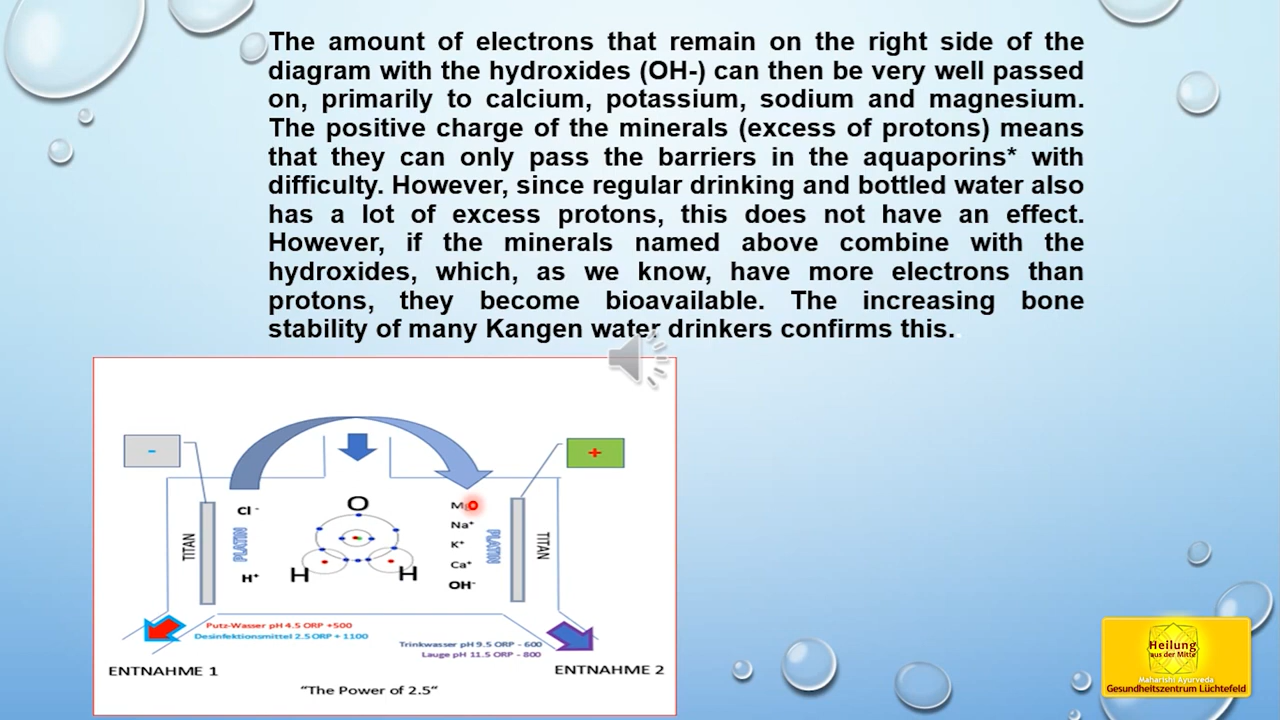 The amount of electrons that remain on the right side of the
diagram with the hydroxides (OH-) can then be very well passed
on, primarily to calcium, potassium, sodium and magnesium.
The positive charge of the minerals (excess of protons) means
that they can only pass the barriers in the aquaporins* with
difficulty. However, since regular drinking and bottled water also
has a lot of excess protons, this does not have an effect.
However, if the minerals named above combine with the
hydroxides, which, as we know, have more electrons than
protons, they become bioavailable. The increasing bone
stability of many Kangen water drinkers confirms this.
-
+
Cl -
O
M
Na+
TITAN
PLATIN
PLATIN
TITAN
K+
Ca+
H+
H
H
OH-
Putz-Wasser pH 4.5 ORP +500
Desinfektionsmittel 2.5 ORP + 1100
Trinkwasser pH 9.5 ORP - 600
Lauge pH 11.5 ORP - 800
ENTNAHME 1
ENTNAHME 2
"The Power of 2.5"
Heilung
aus der Mitte
Maharishi Ayurveda
Gesundheitszentrum Lüchtefeld